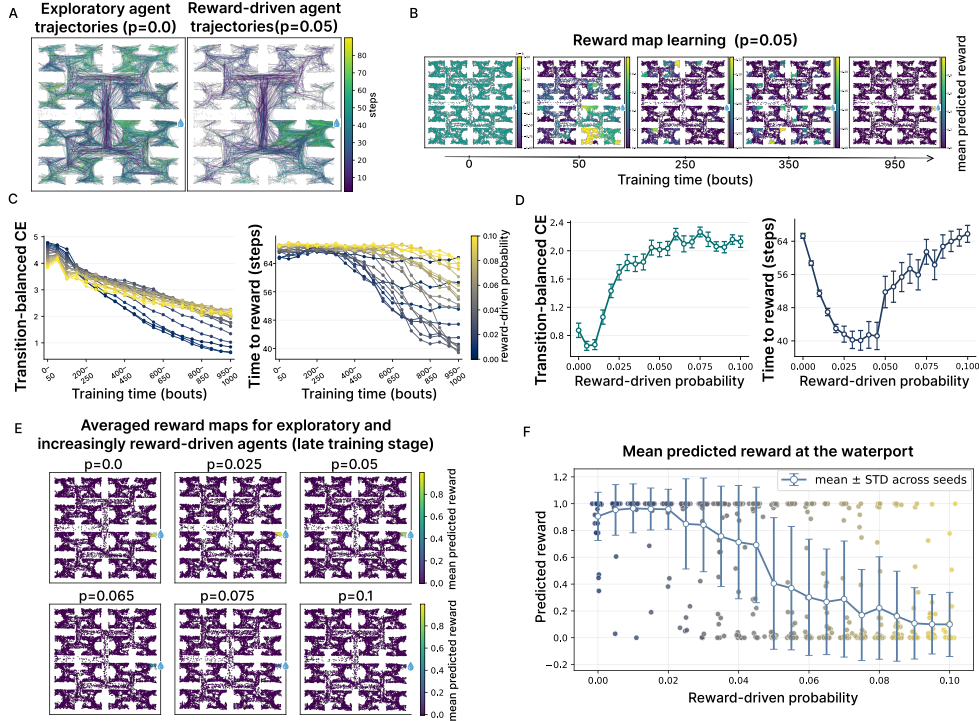 A
Exploratory agent
trajectories (p=0.0)
Reward-driven agent
trajectories(p=0.05)
80
70
60
50
40
30
20
10
steps
B
Reward map learning (p=0.05)
mean predicted reward
0
50
250
350
950
Training time (bouts)
C
Transition-balanced CE
5
4
3
2
1
0-
50
200-
250
400-
450
600-
650
800-
850
950-
1000
Training time (bouts)
Time to reward (steps)
64
56
48
40
0-
50
200-
250
400-
450
600-
650
800-
850
950-
1000
Training time (bouts)
0.10
0.08
0.06
0.04
0.02
0.00
reward-driven probability
D
Transition-balanced CE
2.4
2.0
1.6
1.2
0.8
0.000
0.025
0.050
0.075
0.100
Reward-driven probability
Time to reward (steps)
64
56
48
40
0.000
0.025
0.050
0.075
0.100
Reward-driven probability
E
Averaged reward maps for exploratory and
increasingly reward-driven agents (late training stage)
p=0.0
p=0.025
p=0.05
0.8
0.6
0.4
0.2
0.0
mean predicted reward
p=0.065
p=0.075
p=0.1
0.8
0.6
0.4
0.2
0.0
mean predicted reward
F
Mean predicted reward at the waterport
mean ± STD across seeds
Predicted reward
1.2
1.0
0.8
0.6
0.4
0.2
0.0
−0.2
0.00
0.02
0.04
0.06
0.08
0.10
Reward-driven probability